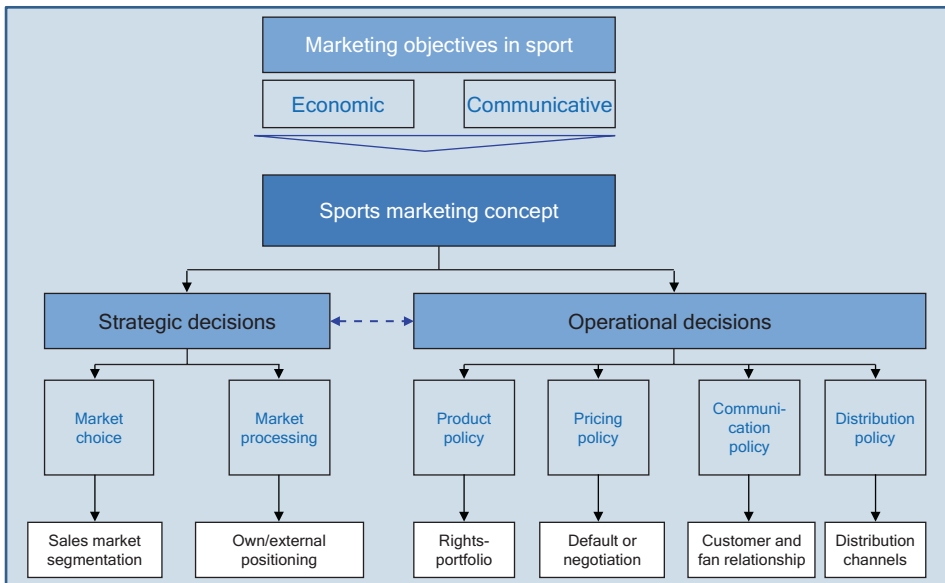 Marketing objectives in sport
Economic
Communicative
Sports marketing concept
Strategic decisions
Operational decisions
Market
choice
Market
processing
Product
policy
Pricing
policy
Communi-
cation
policy
Distribution
policy
Sales market
segmentation
Own/external
positioning
Rights-
portfolio
Default or
negotiation
Customer and
fan relationship
Distribution
channels